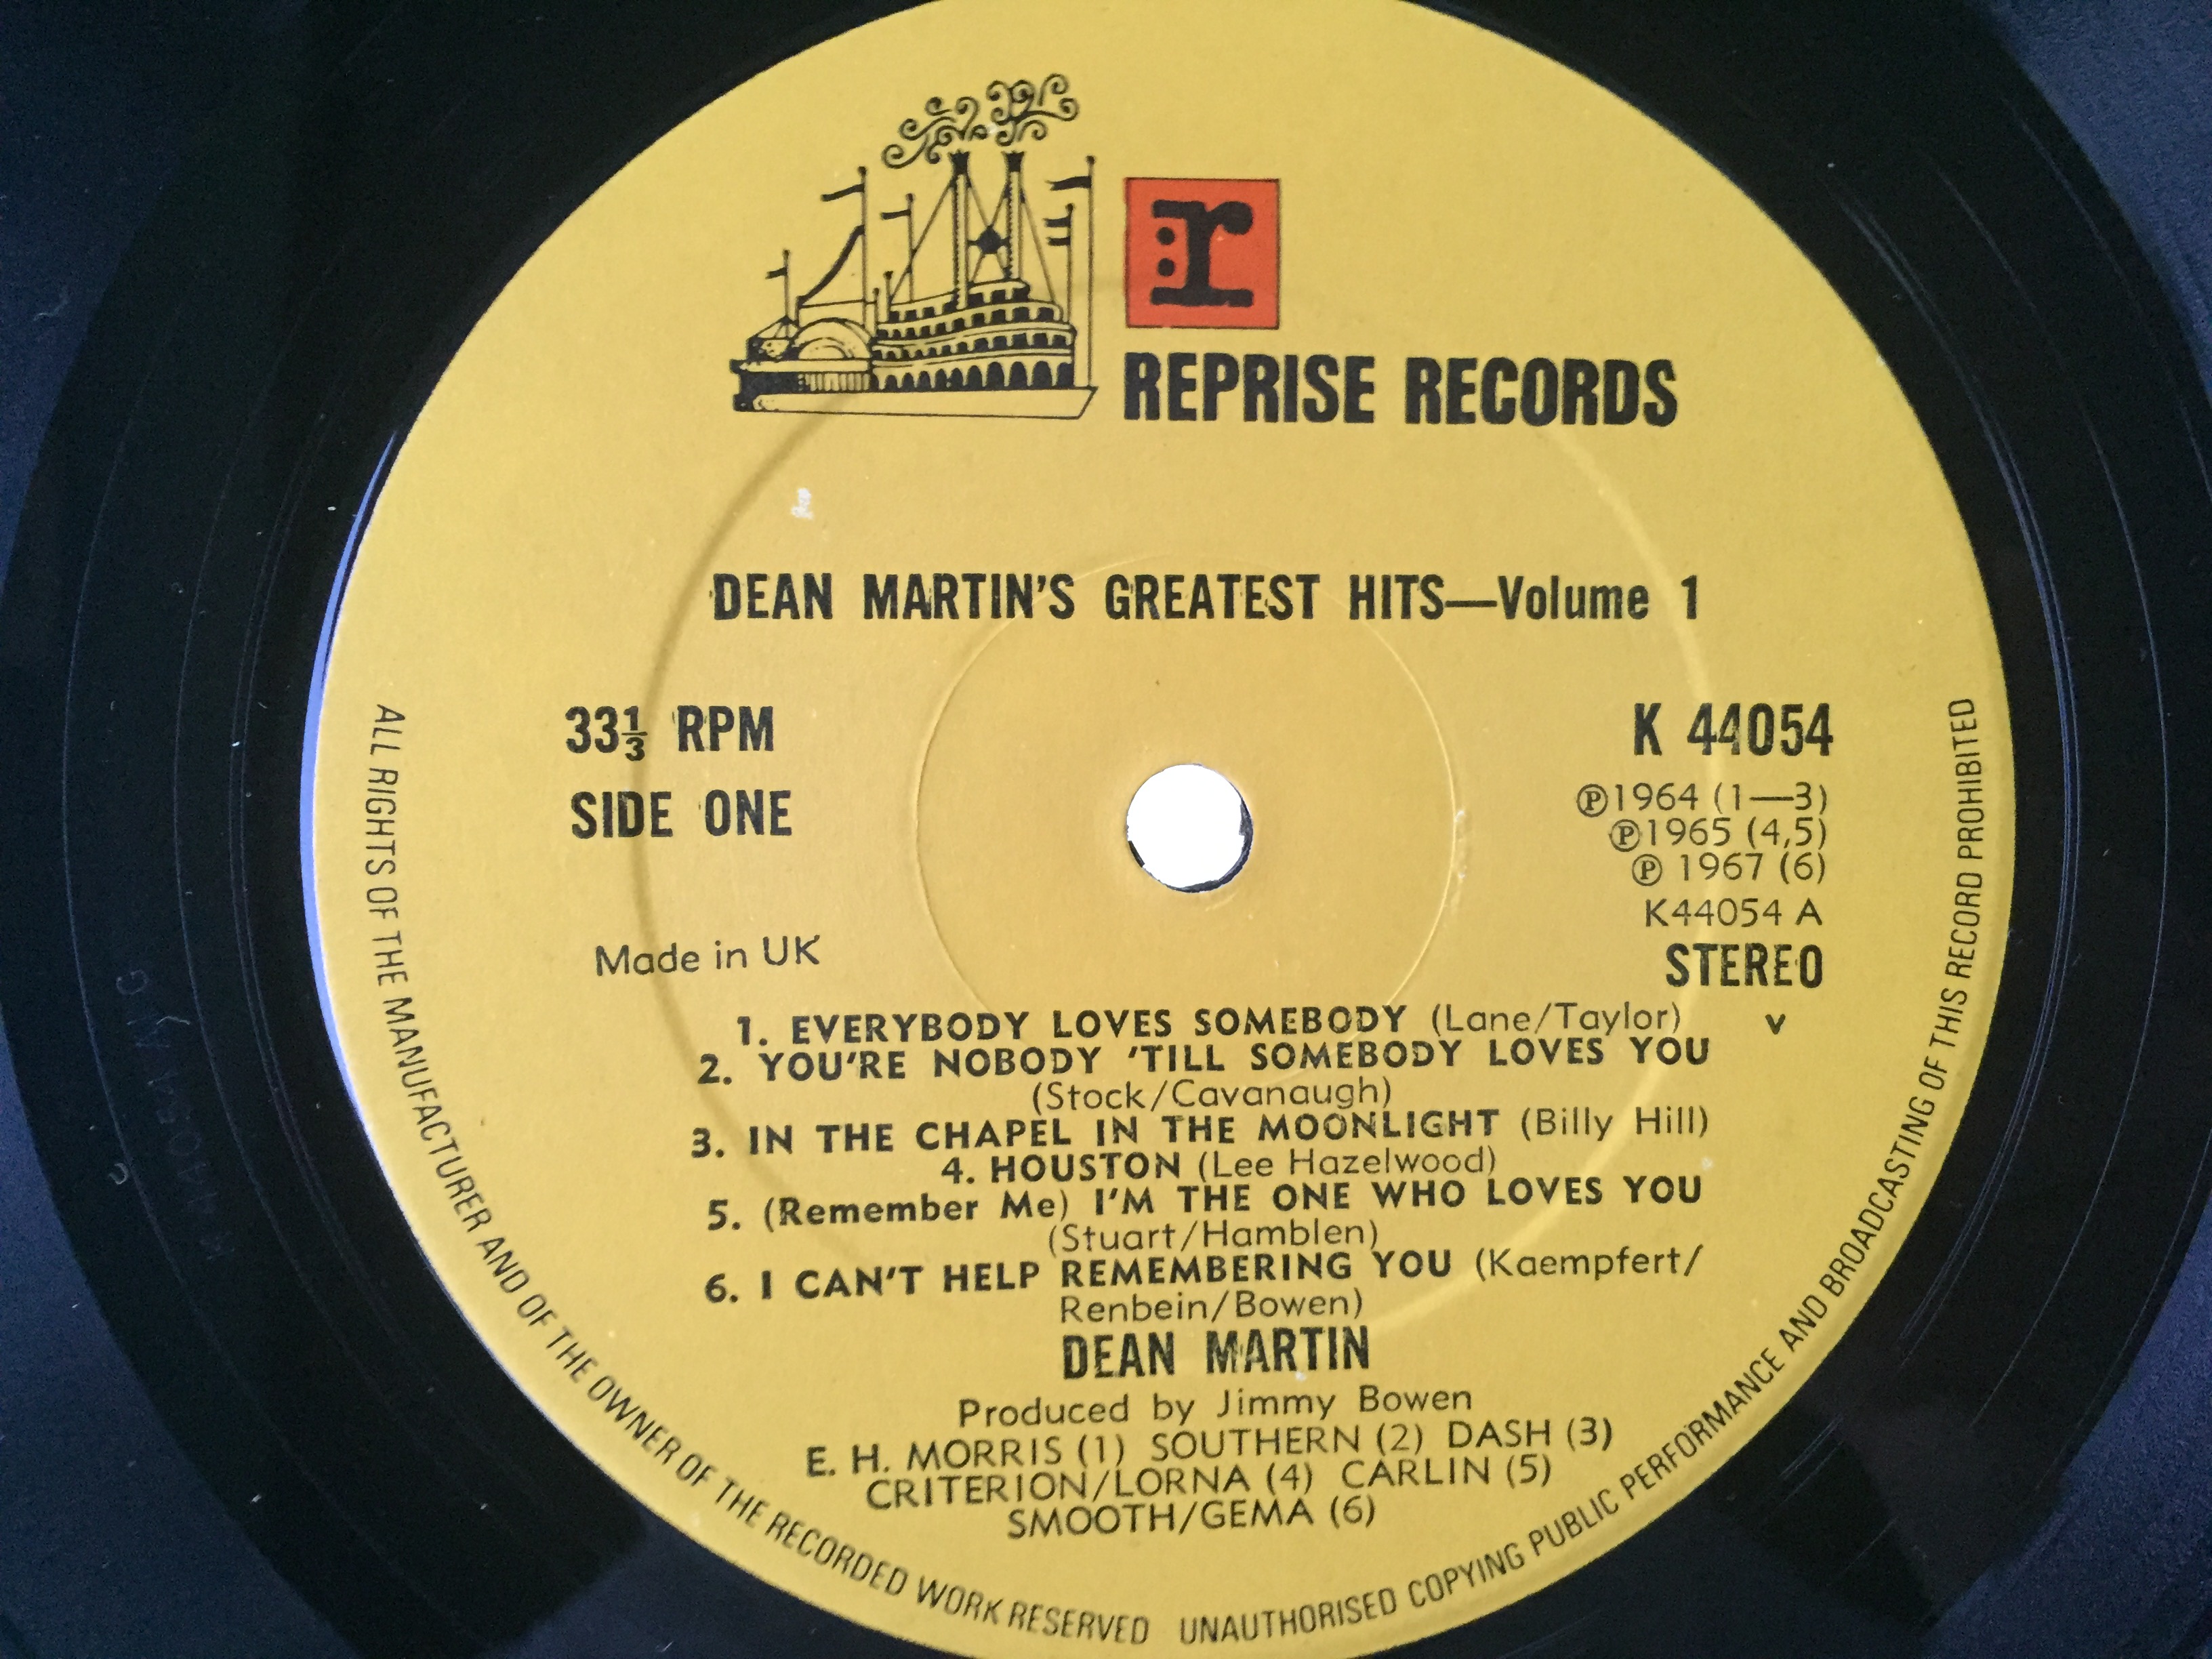 r
REPRISE RECORDS
DEAN MARTIN'S GREATEST HITS—Volume 1
33⅓ RPM
SIDE ONE
Made in UK
K 44054
℗1964 (1—3)
℗1965 (4,5)
℗ 1967 (6)
K44054 A
STEREO
1. EVERYBODY LOVES SOMEBODY (Lane/Taylor) v
2. YOU'RE NOBODY 'TILL SOMEBODY LOVES YOU
(Stock/Cavanaugh)
3. IN THE CHAPEL IN THE MOONLIGHT (Billy Hill)
4. HOUSTON (Lee Hazelwood)
5. (Remember Me) I'M THE ONE WHO LOVES YOU
(Stuart/Hamblen)
6. I CAN'T HELP REMEMBERING YOU (Kaempfert/
Renbein/Bowen)
DEAN MARTIN
Produced by Jimmy Bowen
E. H. MORRIS (1) SOUTHERN (2) DASH (3)
CRITERION/LORNA (4) CARLIN (5)
SMOOTH/GEMA (6)
ALL RIGHTS OF THE MANUFACTURER AND OF THE OWNER OF THE RECORDED WORK RESERVED UNAUTHORISED COPYING PUBLIC PERFORMANCE AND BROADCASTING OF THIS RECORD PROHIBITED